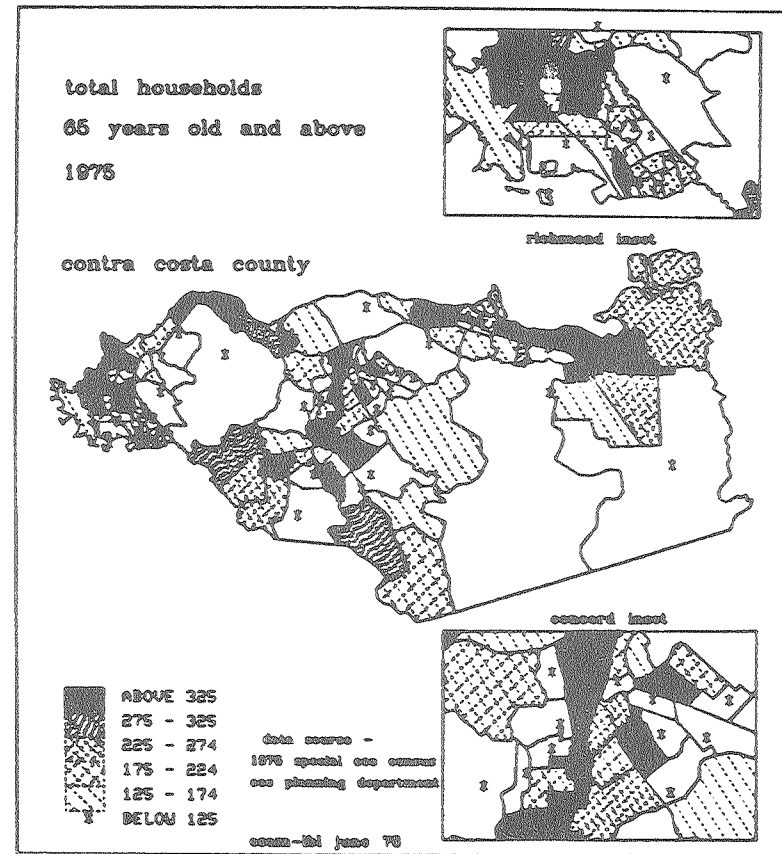 total households
65 years old and above
1975
richmond inset
contra costa county
concord inset
ABOVE 325
275 - 325
225 - 274
175 - 224
125 - 174
BELOW 125
data source -
1975 special census
planning department
june 76